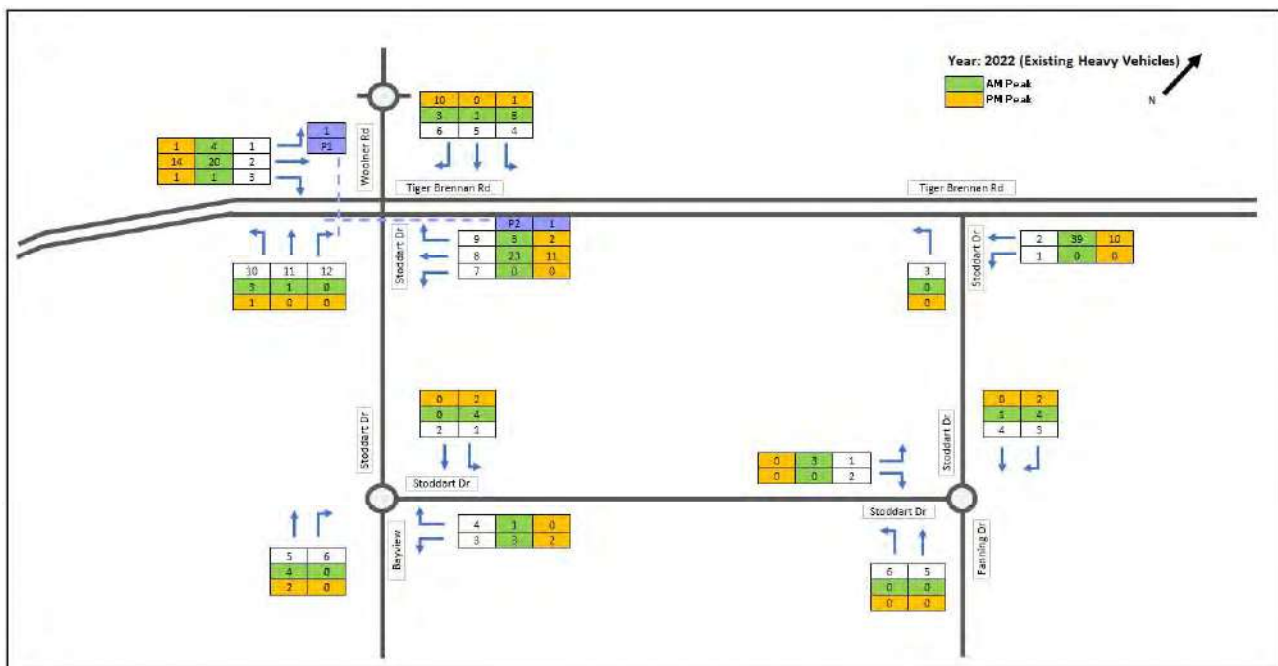 Year: 2022 (Existing Heavy Vehicles)
AM Peak
PM Peak
N
10 0 1
3 1 8
6 5 4
1
P1
1 4 1
14 20 2
1 1 3
Woolner Rd
Tiger Brennan Rd
Tiger Brennan Rd
P2 1
9 5 2
8 23 11
7 0 0
Stoddart Dr
10 11 12
3 1 0
1 0 0
3
0
0
Stoddart Dr
2 39 10
1 0 0
0 2
0 4
2 1
Stoddart Dr
Stoddart Dr
0 3 1
0 0 2
Stoddart Dr
0 2
1 4
4 3
Stoddart Dr
4 1 0
3 3 2
Bayview
5 6
4 0
2 0
6 5
0 0
0 0
Fanning Dr